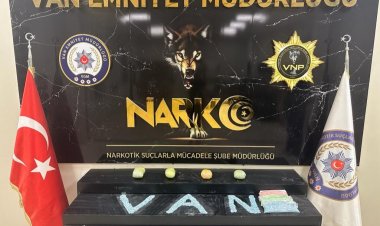 VAN EMNİYET MÜDÜRLÜĞÜ
VNP
NARKO
NARKOTİK SUÇLARLA MÜCADELE ŞUBE MÜDÜRLÜĞÜ
VAN